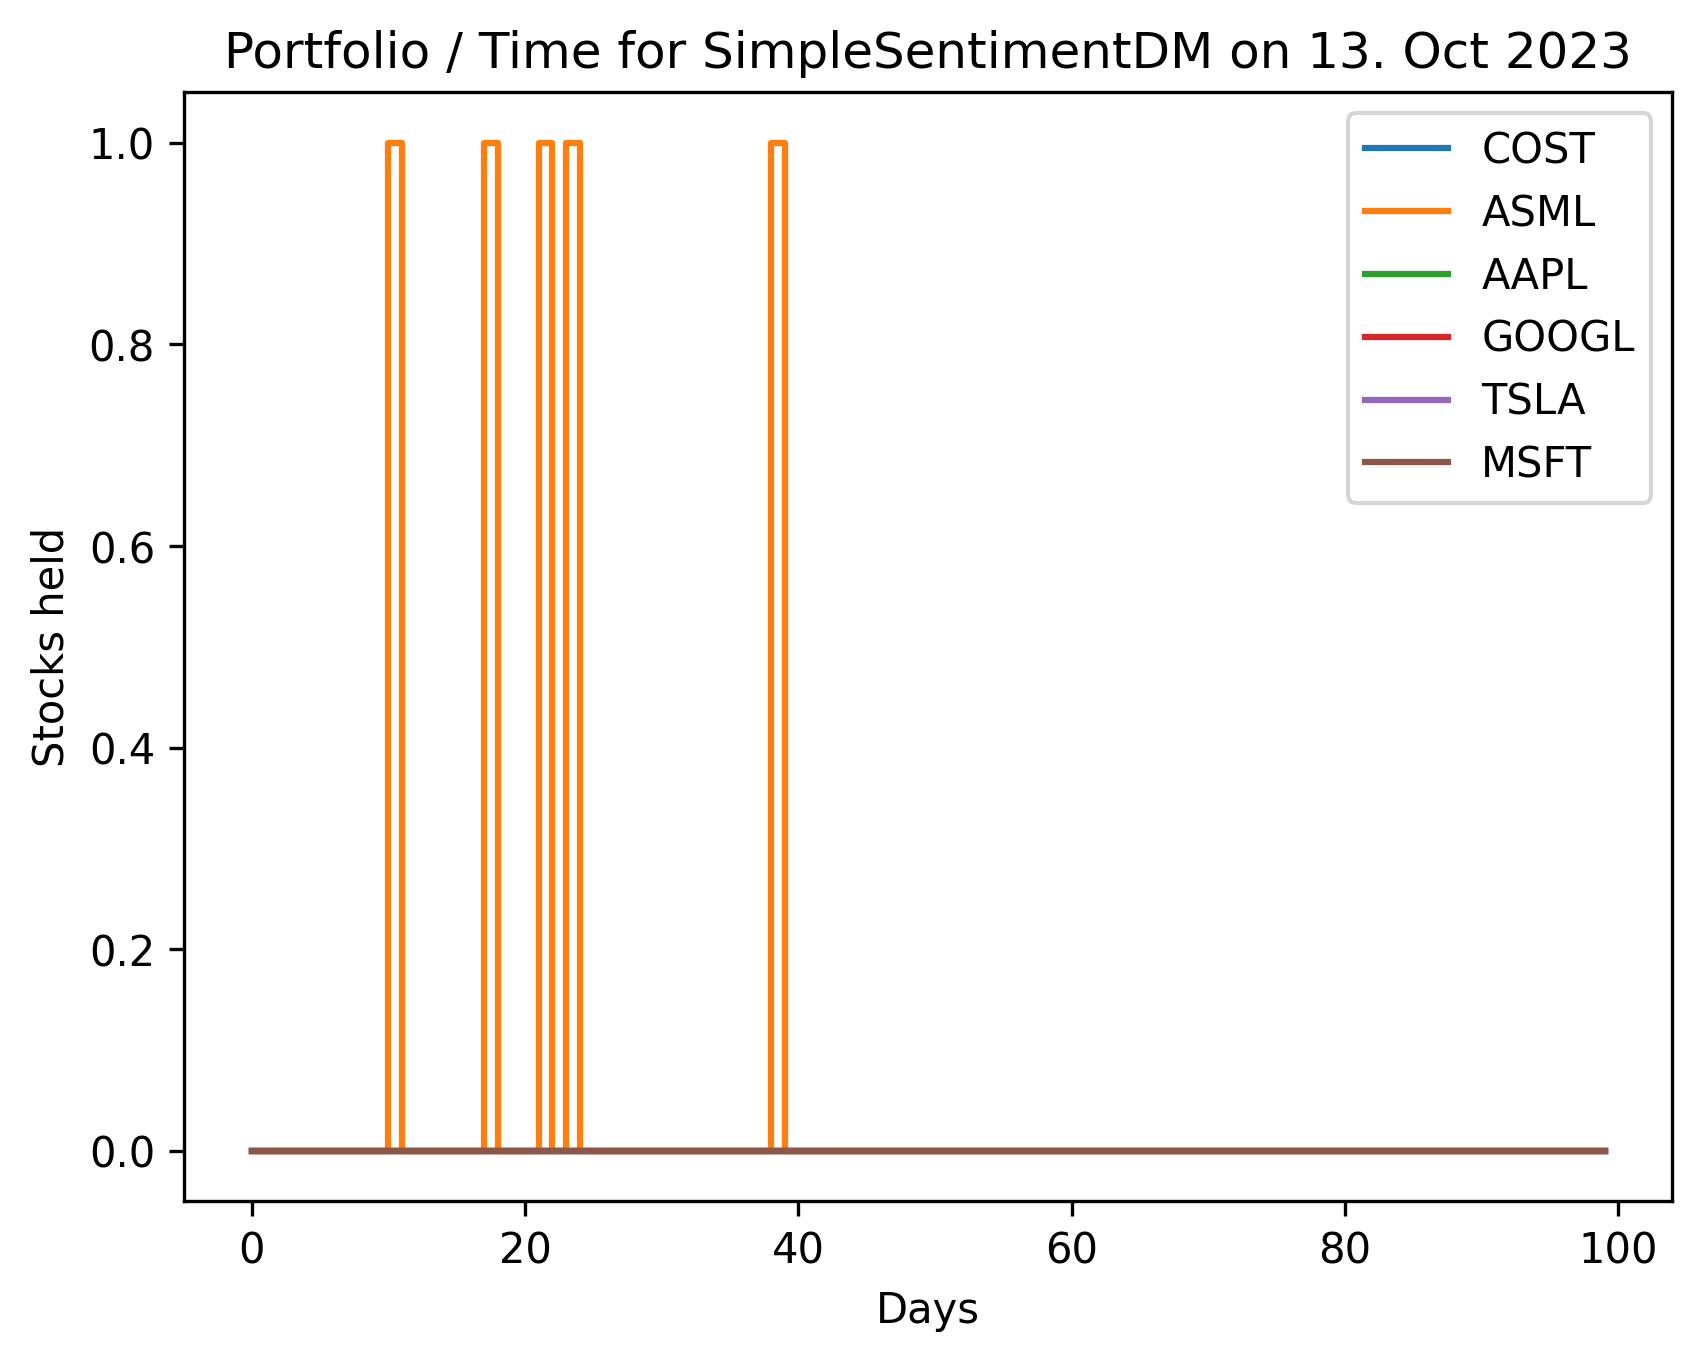 Portfolio / Time for SimpleSentimentDM on 13. Oct 2023
COST
ASML
AAPL
GOOGL
TSLA
MSFT
1.0
0.8
0.6
0.4
0.2
0.0
Stocks held
0 20 40 60 80 100
Days